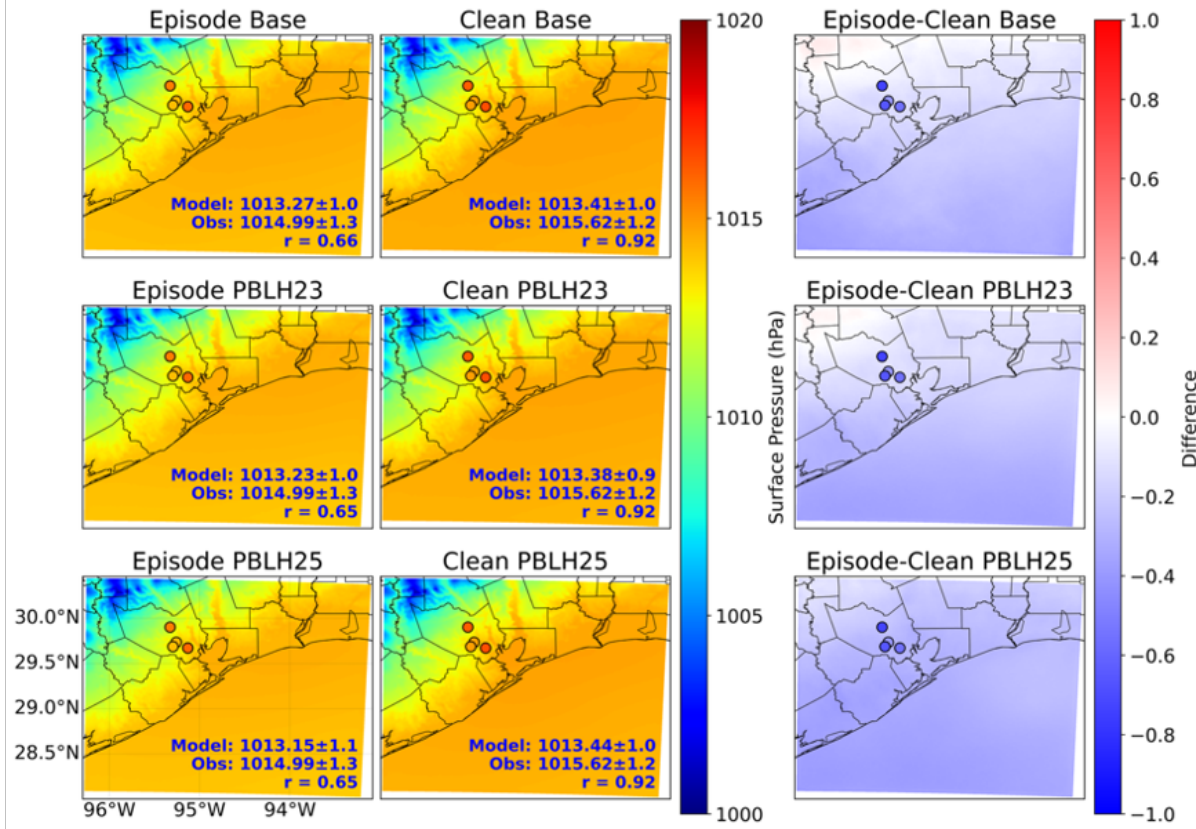 Episode Base
Clean Base
Episode-Clean Base
Model: 1013.27±1.0
Obs: 1014.99±1.3
r = 0.66
Model: 1013.41±1.0
Obs: 1015.62±1.2
r = 0.92
Episode PBLH23
Clean PBLH23
Episode-Clean PBLH23
Model: 1013.23±1.0
Obs: 1014.99±1.3
r = 0.65
Model: 1013.38±0.9
Obs: 1015.62±1.2
r = 0.92
Episode PBLH25
Clean PBLH25
Episode-Clean PBLH25
Model: 1013.15±1.1
Obs: 1014.99±1.3
r = 0.65
Model: 1013.44±1.0
Obs: 1015.62±1.2
r = 0.92
30.0°N
29.5°N
29.0°N
28.5°N
96°W
95°W
94°W
1020
1015
1010
1005
1000
Surface Pressure (hPa)
1.0
0.8
0.6
0.4
0.2
0.0
−0.2
−0.4
−0.6
−0.8
−1.0
Difference